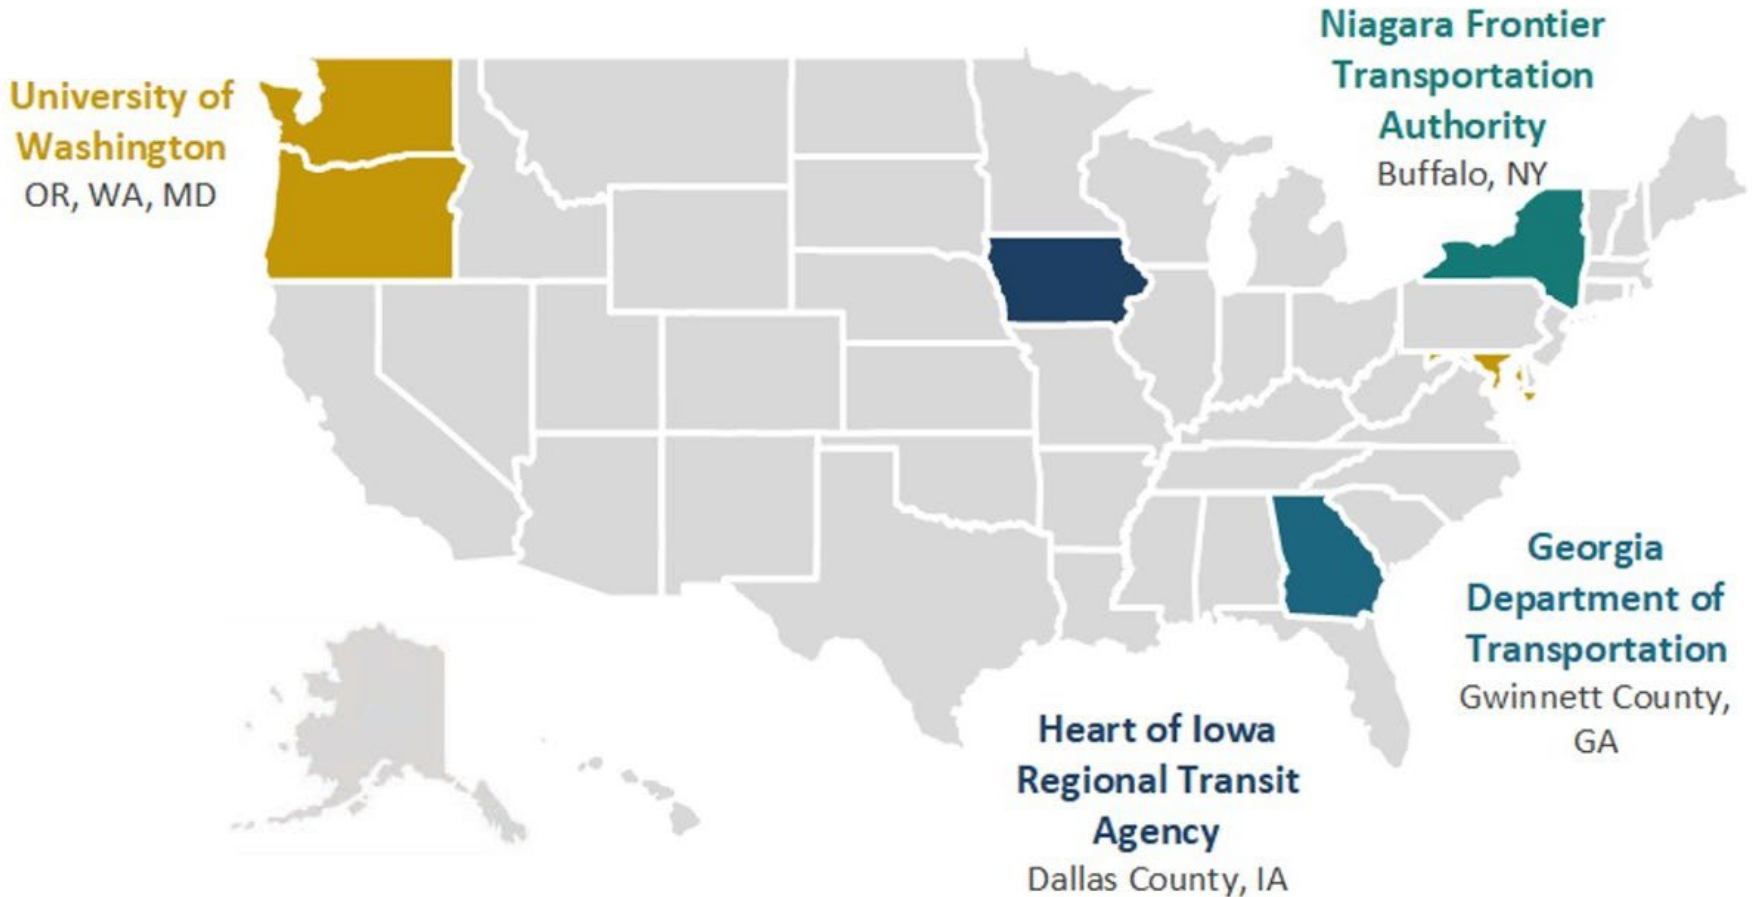 University of
Washington
OR, WA, MD
Niagara Frontier
Transportation
Authority
Buffalo, NY
Georgia
Department of
Transportation
Gwinnett County,
GA
Heart of Iowa
Regional Transit
Agency
Dallas County, IA